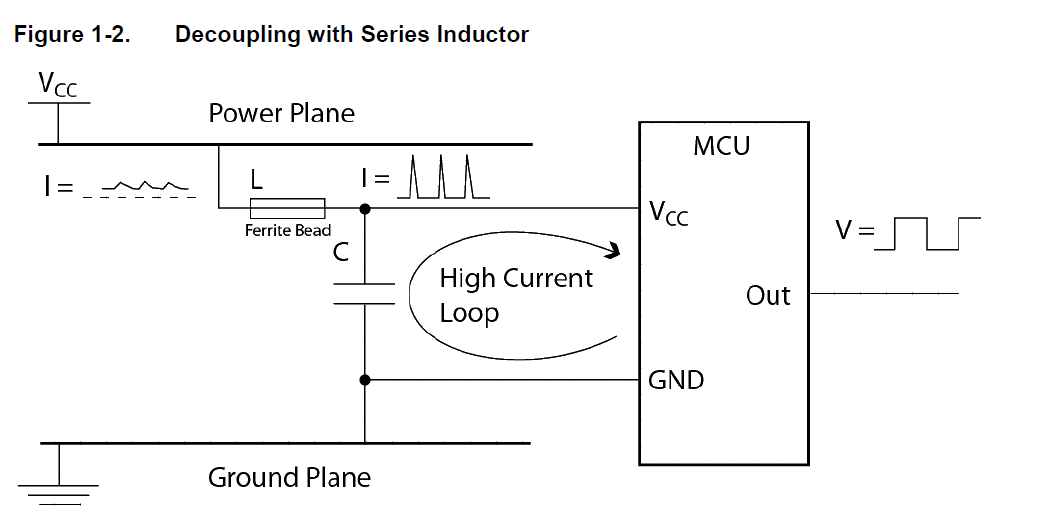 Figure 1-2. Decoupling with Series Inductor
VCC
Power Plane
MCU
I =
L
I =
Ferrite Bead
VCC
V =
C
High Current
Loop
Out
GND
Ground Plane